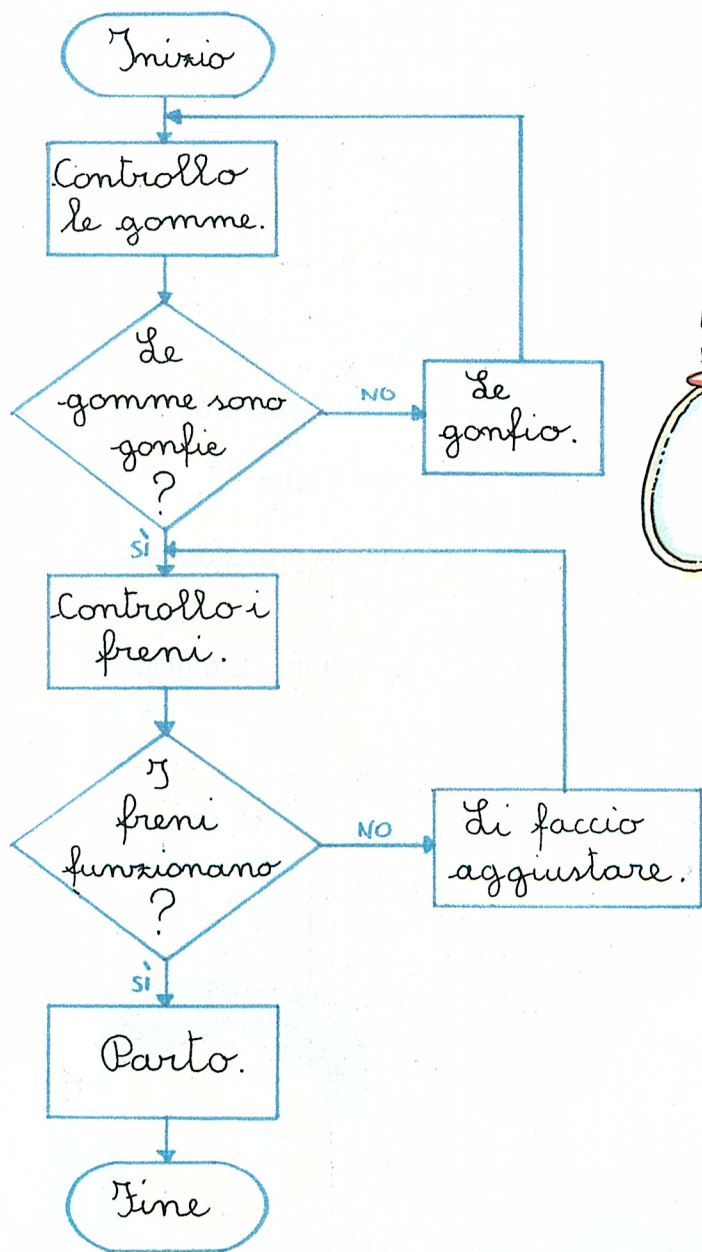 Inizio
Controllo
le gomme.
Le
gomme sono
gonfie
?
NO
Le
gonfio.
SÌ
Controllo i
freni.
I
freni
funzionano
?
NO
Li faccio
aggiustare.
SÌ
Parto.
Fine